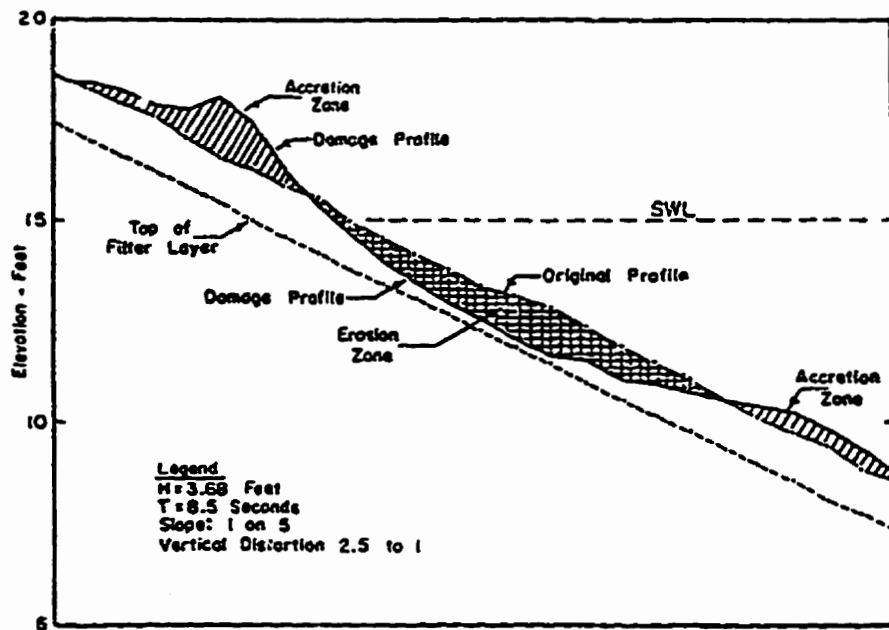 20
Accretion
Zone
Damage Profile
15
SWL
Top of
Filter Layer
Original Profile
Damage Profile
Erosion
Zone
Elevation - Feet
Accretion
Zone
10
Legend
H = 3.68 Feet
T = 8.5 Seconds
Slope: 1 on 5
Vertical Distortion 2.5 to 1